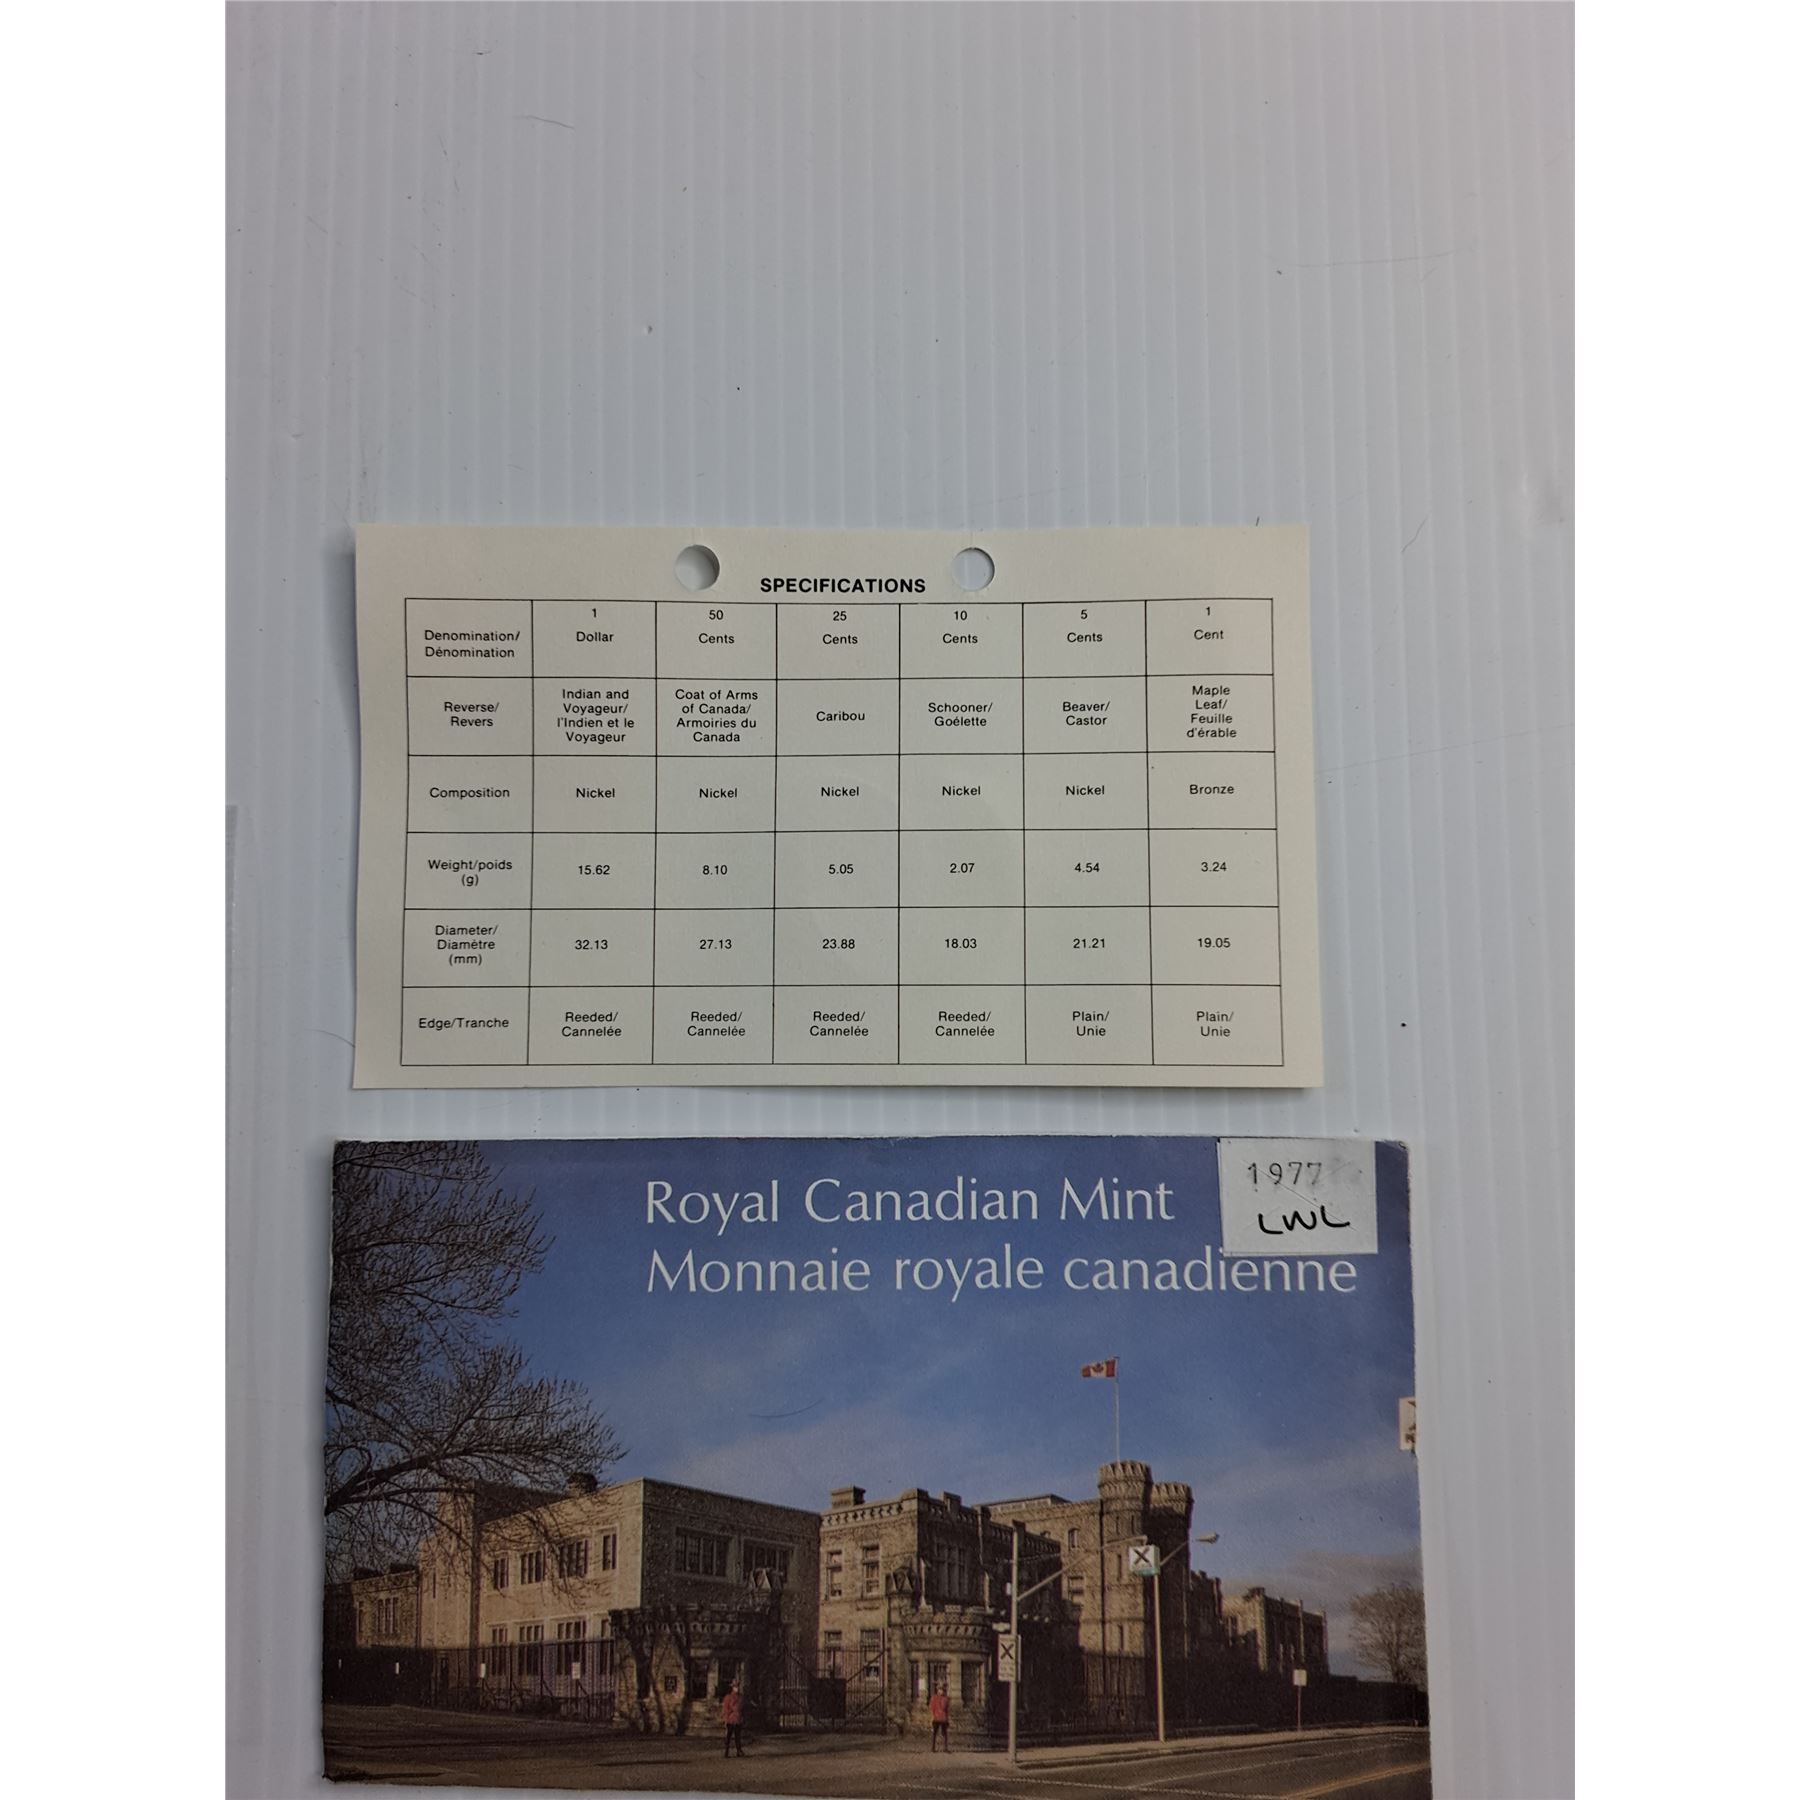 SPECIFICATIONS
Denomination/ Dénomination 1 Dollar 50 Cents 25 Cents 10 Cents 5 Cents 1 Cent
Reverse/ Revers Indian and Voyageur/ l'Indien et le Voyageur Coat of Arms of Canada/ Armoiries du Canada Caribou Schooner/ Goélette Beaver/ Castor Maple Leaf/ Feuille d'érable
Composition Nickel Nickel Nickel Nickel Nickel Bronze
Weight/poids (g) 15.62 8.10 5.05 2.07 4.54 3.24
Diameter/ Diamètre (mm) 32.13 27.13 23.88 18.03 21.21 19.05
Edge/Tranche Reeded/ Cannelée Reeded/ Cannelée Reeded/ Cannelée Reeded/ Cannelée Plain/ Unie Plain/ Unie
Royal Canadian Mint
Monnaie royale canadienne
1977
LWL